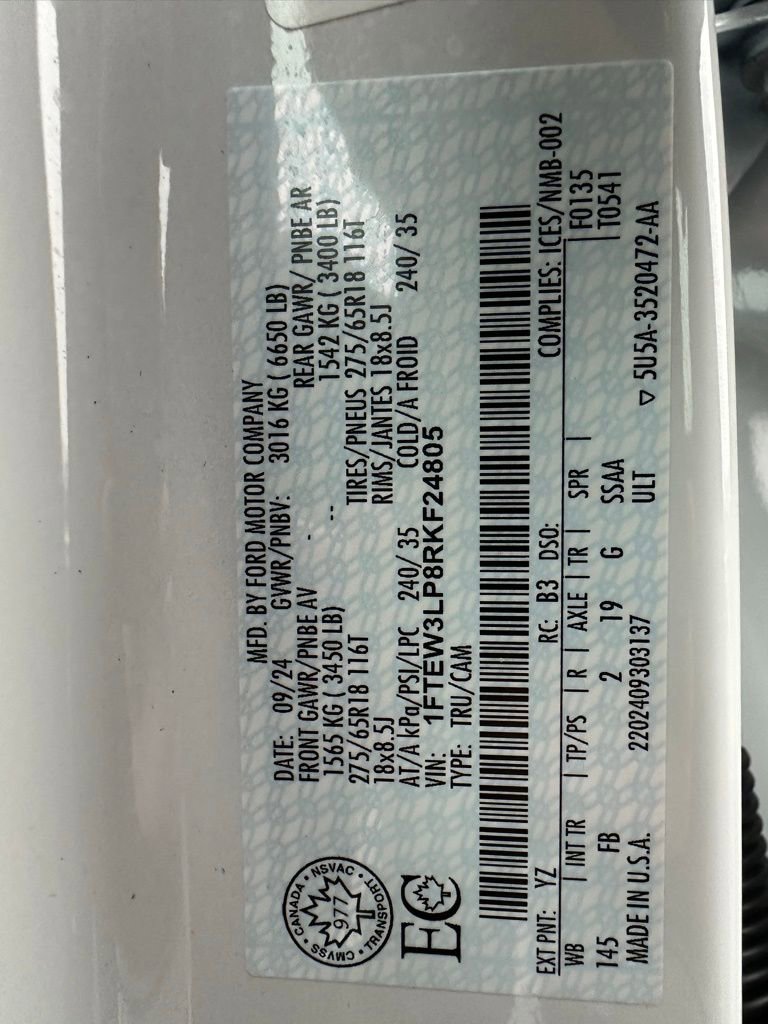 MFD. BY FORD MOTOR COMPANY
DATE: 09/24 GVWR/PNBV: 3016 KG ( 6650 LB)
FRONT GAWR/PNBE AV REAR GAWR/ PNBE AR
1565 KG ( 3450 LB) 1542 KG ( 3400 LB)
275/65R18 116T TIRES/PNEUS 275/65R18 116T
18x8.5J RIMS/JANTES 18x8.5J
AT/A kPa/PSI/LPC 240/ 35 COLD/A FROID 240/ 35
VIN: 1FTEW3LP8RKF24805
TYPE: TRU/CAM
CANADA • NSVAC • TRANSPORT • CMVSS •
977
EC
COMPLIES: ICES/NMB-002
EXT PNT: YZ RC: B3 DSO: F0135
WB | INT TR | TP/PS | R | AXLE | TR | SPR | T0541
145 FB 2 19 G SSAA
MADE IN U.S.A. 2202409303137 ULT ▽ 5U5A-3520472-AA